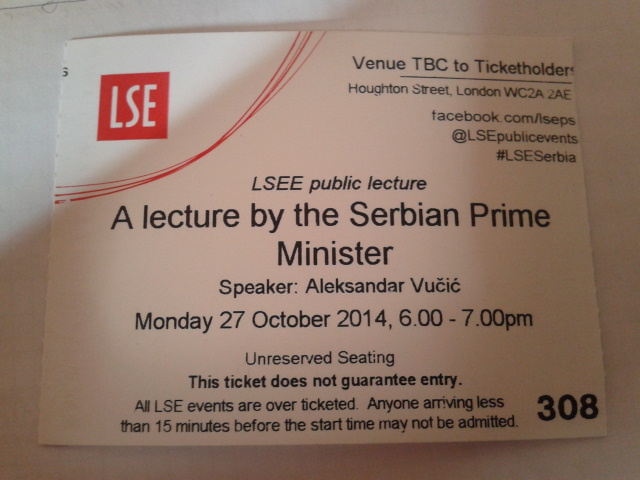 s
LSE
Venue TBC to Ticketholders
Houghton Street, London WC2A 2AE
facebook.com/lseps
@LSEpublicevents
#LSESerbia
LSEE public lecture
A lecture by the Serbian Prime
Minister
Speaker: Aleksandar Vučić
Monday 27 October 2014, 6.00 - 7.00pm
Unreserved Seating
This ticket does not guarantee entry.
All LSE events are over ticketed. Anyone arriving less
than 15 minutes before the start time may not be admitted.
308